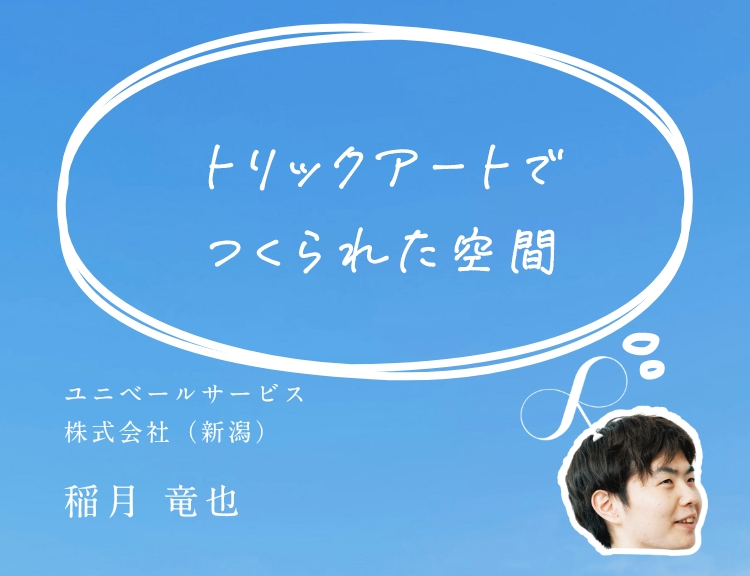 トリックアートで
つくられた空間
ユニベールサービス
株式会社（新潟）
稲月 竜也